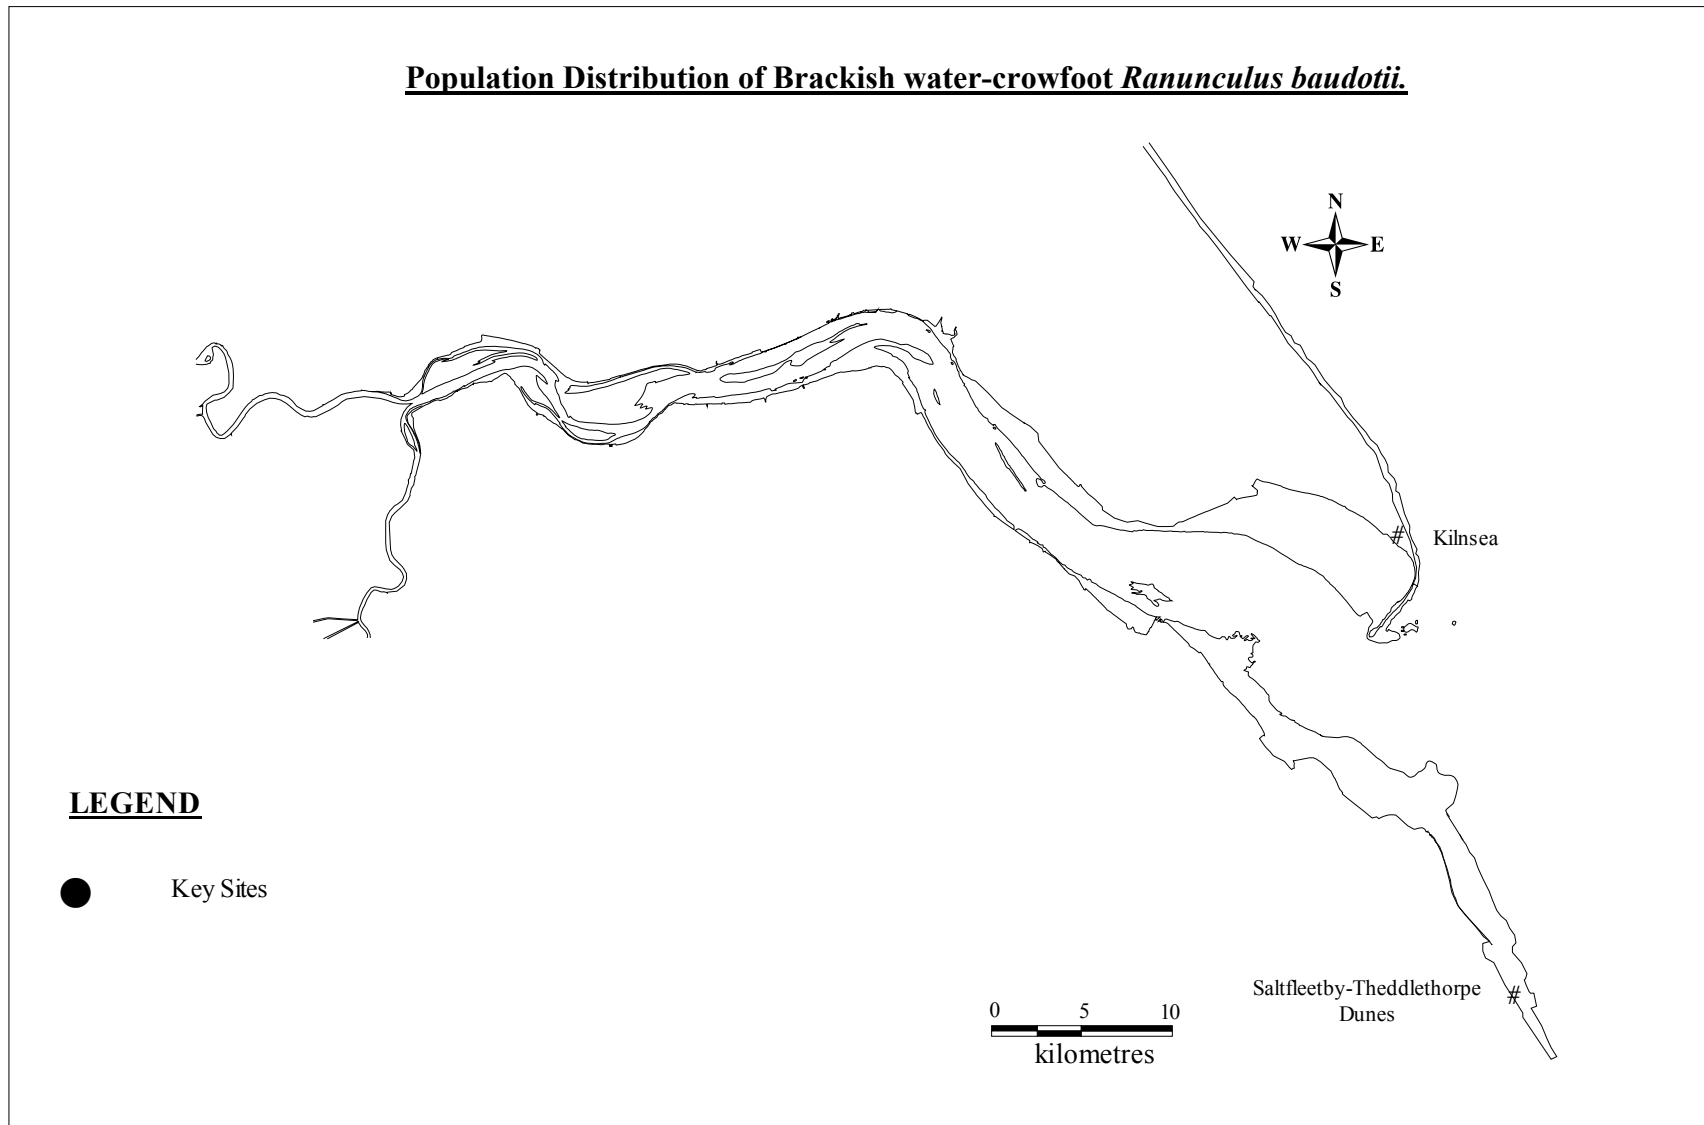 Population Distribution of Brackish water-crowfoot Ranunculus baudotii.
N
W E
S
# Kilnsea
LEGEND
Key Sites
Saltfleetby-Theddlethorpe #
Dunes
0 5 10
kilometres